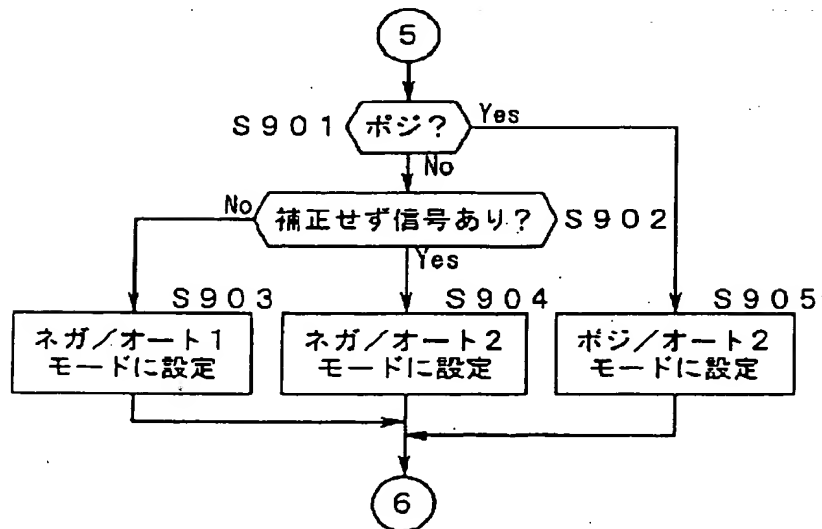 5
S901
ポジ?
Yes
No
No
補正せず信号あり?
S902
Yes
S903
S904
S905
ネガ/オート1
モードに設定
ネガ/オート2
モードに設定
ポジ/オート2
モードに設定
6